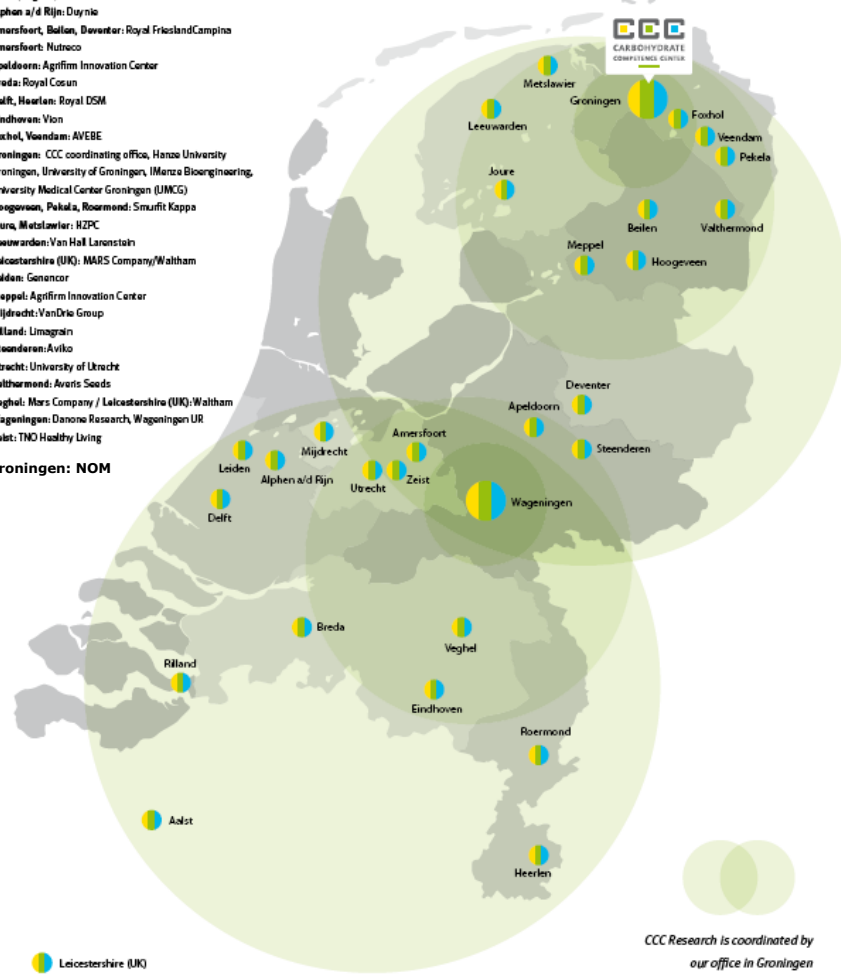 phen a/d Rijn: Duynie
mersfoort, Beilen, Deventer: Royal FrieslandCampina
mersfoort: Nutreco
peldoorn: Agrifirm Innovation Center
reda: Royal Cosun
elft, Heerlen: Royal DSM
indhoven: Vion
oxhol, Veendam: AVEBE
roningen: CCC coordinating office, Hanze University
roningen, University of Groningen, IMenze Bioengineering,
niversity Medical Center Groningen (UMCG)
oogeveen, Pekela, Roermond: Smurfit Kappa
ure, Metslawier: HZPC
eeuwarden: Van Hall Larenstein
eicestershire (UK): MARS Company/Waltham
eiden: Genencor
eppel: Agrifirm Innovation Center
ijdrecht: VanDrie Group
illand: Limagrain
eenderen: Aviko
trecht: University of Utrecht
althermond: Averis Seeds
eghel: Mars Company / Leicestershire (UK): Waltham
ageningen: Danone Research, Wageningen UR
eist: TNO Healthy Living
roningen: NOM
CCC
CARBOHYDRATE
COMPETENCE CENTER
Metslawier
Groningen
Leeuwarden
Foxhol
Veendam
Pekela
Joure
Beilen
Valthermond
Meppel
Hoogeveen
Deventer
Apeldoorn
Amersfoort
Mijdrecht
Steenderen
Leiden
Alphen a/d Rijn
Utrecht
Zeist
Delft
Wageningen
Breda
Veghel
Rilland
Eindhoven
Roermond
Aalst
Heerlen
Leicestershire (UK)
CCC Research is coordinated by
our office in Groningen